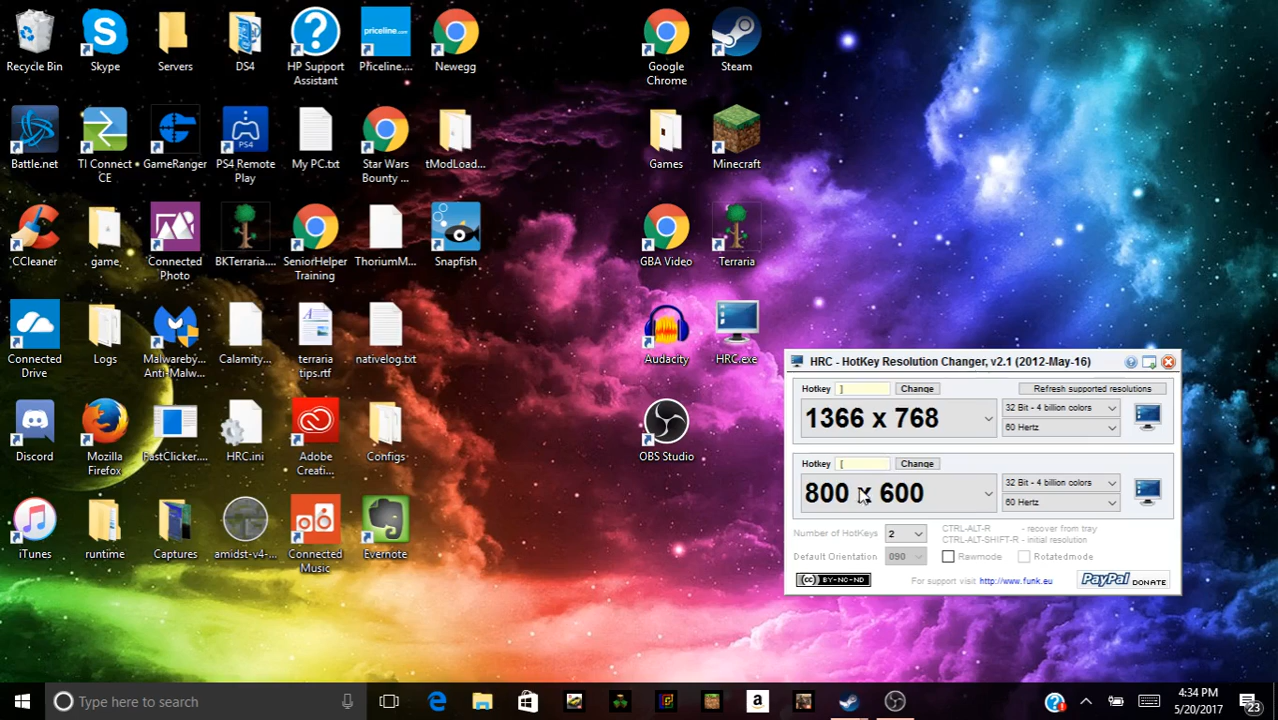 Recycle Bin
Skype
Servers
DS4
HP Support
Assistant
priceline.com
Priceline....
Newegg
Google
Chrome
Steam
Battle.net
TI Connect
CE
GameRanger
PS4 Remote
Play
My PC.txt
Star Wars
Bounty ...
tModLoad...
Games
Minecraft
CCleaner
game
Connected
Photo
BKTerraria....
SeniorHelper
Training
ThoriumM...
Snapfish
GBA Video
Terraria
Connected
Drive
Logs
Malwareby...
Anti-Malw...
Calamity...
terraria
tips.rtf
nativelog.txt
Audacity
HRC.exe
Discord
Mozilla
Firefox
FastClicker....
HRC.ini
Adobe
Creati...
Configs
OBS Studio
iTunes
runtime
Captures
amidst-v4-...
Connected
Music
Evernote
HRC - HotKey Resolution Changer, v2.1 (2012-May-16)
Hotkey ] Change
Refresh supported resolutions
1366 x 768
32 Bit - 4 billion colors
60 Hertz
Hotkey [ Change
800 x 600
32 Bit - 4 billion colors
60 Hertz
Number of HotKeys 2
CTRL-ALT-R - recover from tray
CTRL-ALT-SHIFT-R - initial resolution
Default Orientation 090 Rawmode Rotatedmode
cc BY-NC-ND
For support visit http://www.funk.eu
PayPal DONATE
Type here to search
4:34 PM
5/20/2017
23